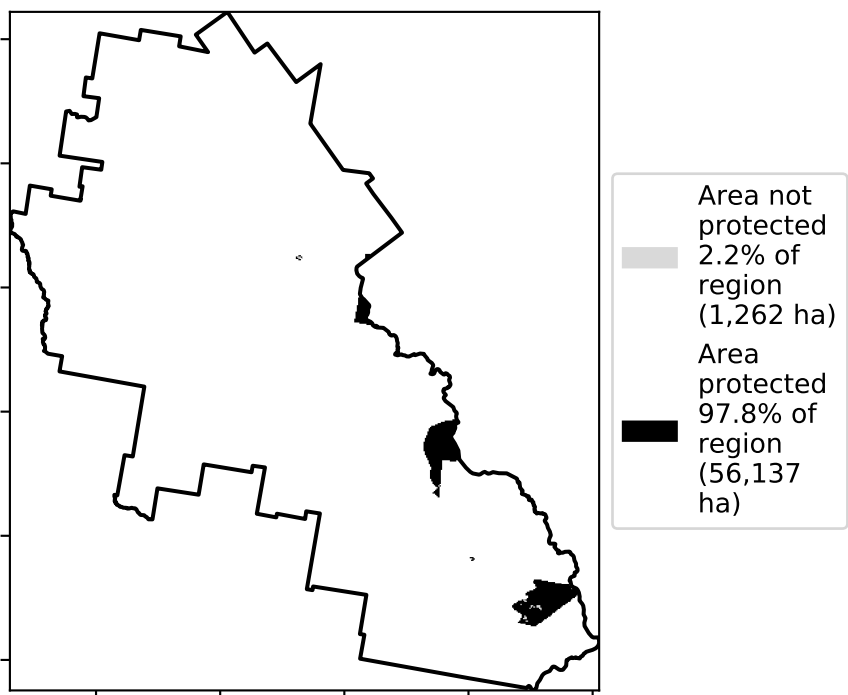 Area not
protected
2.2% of
region
(1,262 ha)
Area
protected
97.8% of
region
(56,137
ha)